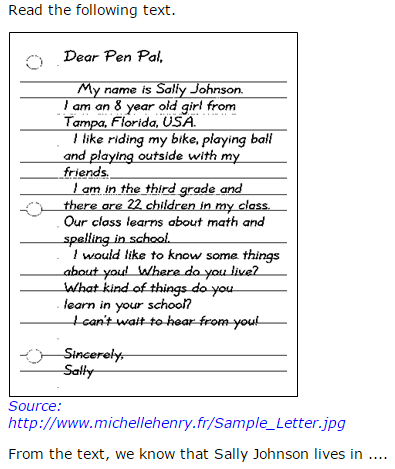 Read the following text.
Dear Pen Pal,
My name is Sally Johnson.
I am an 8 year old girl from
Tampa, Florida, USA.
I like riding my bike, playing ball
and playing outside with my
friends.
I am in the third grade and
there are 22 children in my class.
Our class learns about math and
spelling in school.
I would like to know some things
about you! Where do you live?
What kind of things do you
learn in your school?
I can't wait to hear from you!
Sincerely,
Sally
Source:
http://www.michellehenry.fr/Sample_Letter.jpg
From the text, we know that Sally Johnson lives in ....